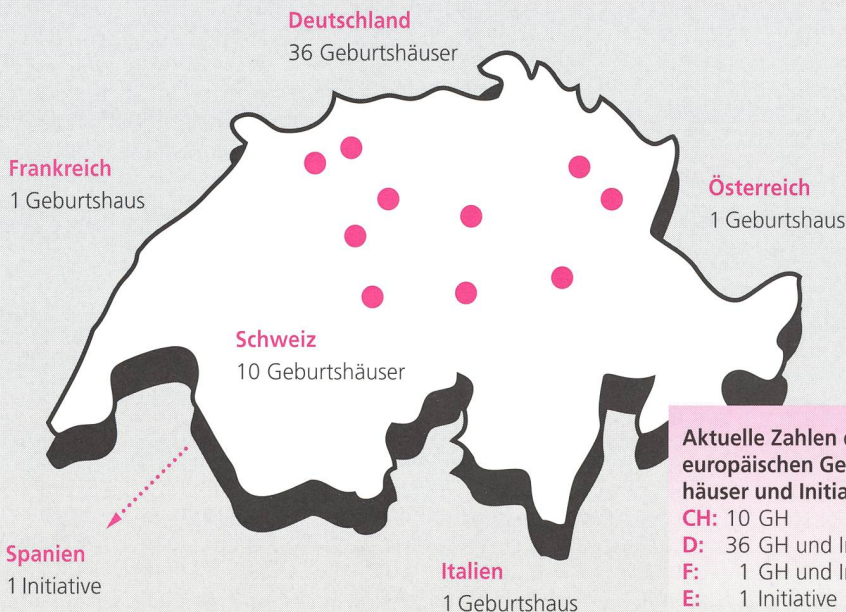 Deutschland
36 Geburtshäuser
Frankreich
1 Geburtshaus
Österreich
1 Geburtshaus
Schweiz
10 Geburtshäuser
Spanien
1 Initiative
Italien
1 Geburtshaus
Aktuelle Zahlen
europäischen
häuser und
CH: 10 GH
D: 36 GH und
F: 1 GH und
E: 1 Initiative